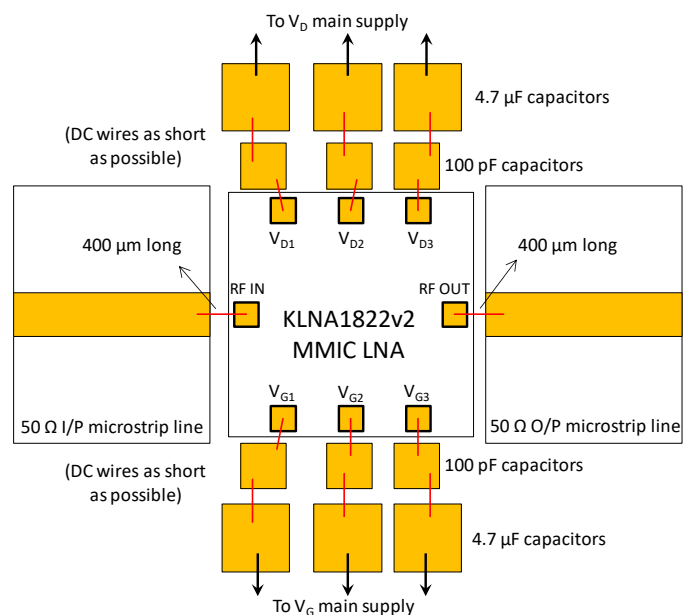 To V_D main supply
4.7 µF capacitors
(DC wires as short
as possible)
100 pF capacitors
V_D1
V_D2
V_D3
400 µm long
400 µm long
RF IN
RF OUT
KLNA1822v2
MMIC LNA
V_G1
V_G2
V_G3
50 Ω I/P microstrip line
50 Ω O/P microstrip line
(DC wires as short
as possible)
100 pF capacitors
4.7 µF capacitors
To V_G main supply